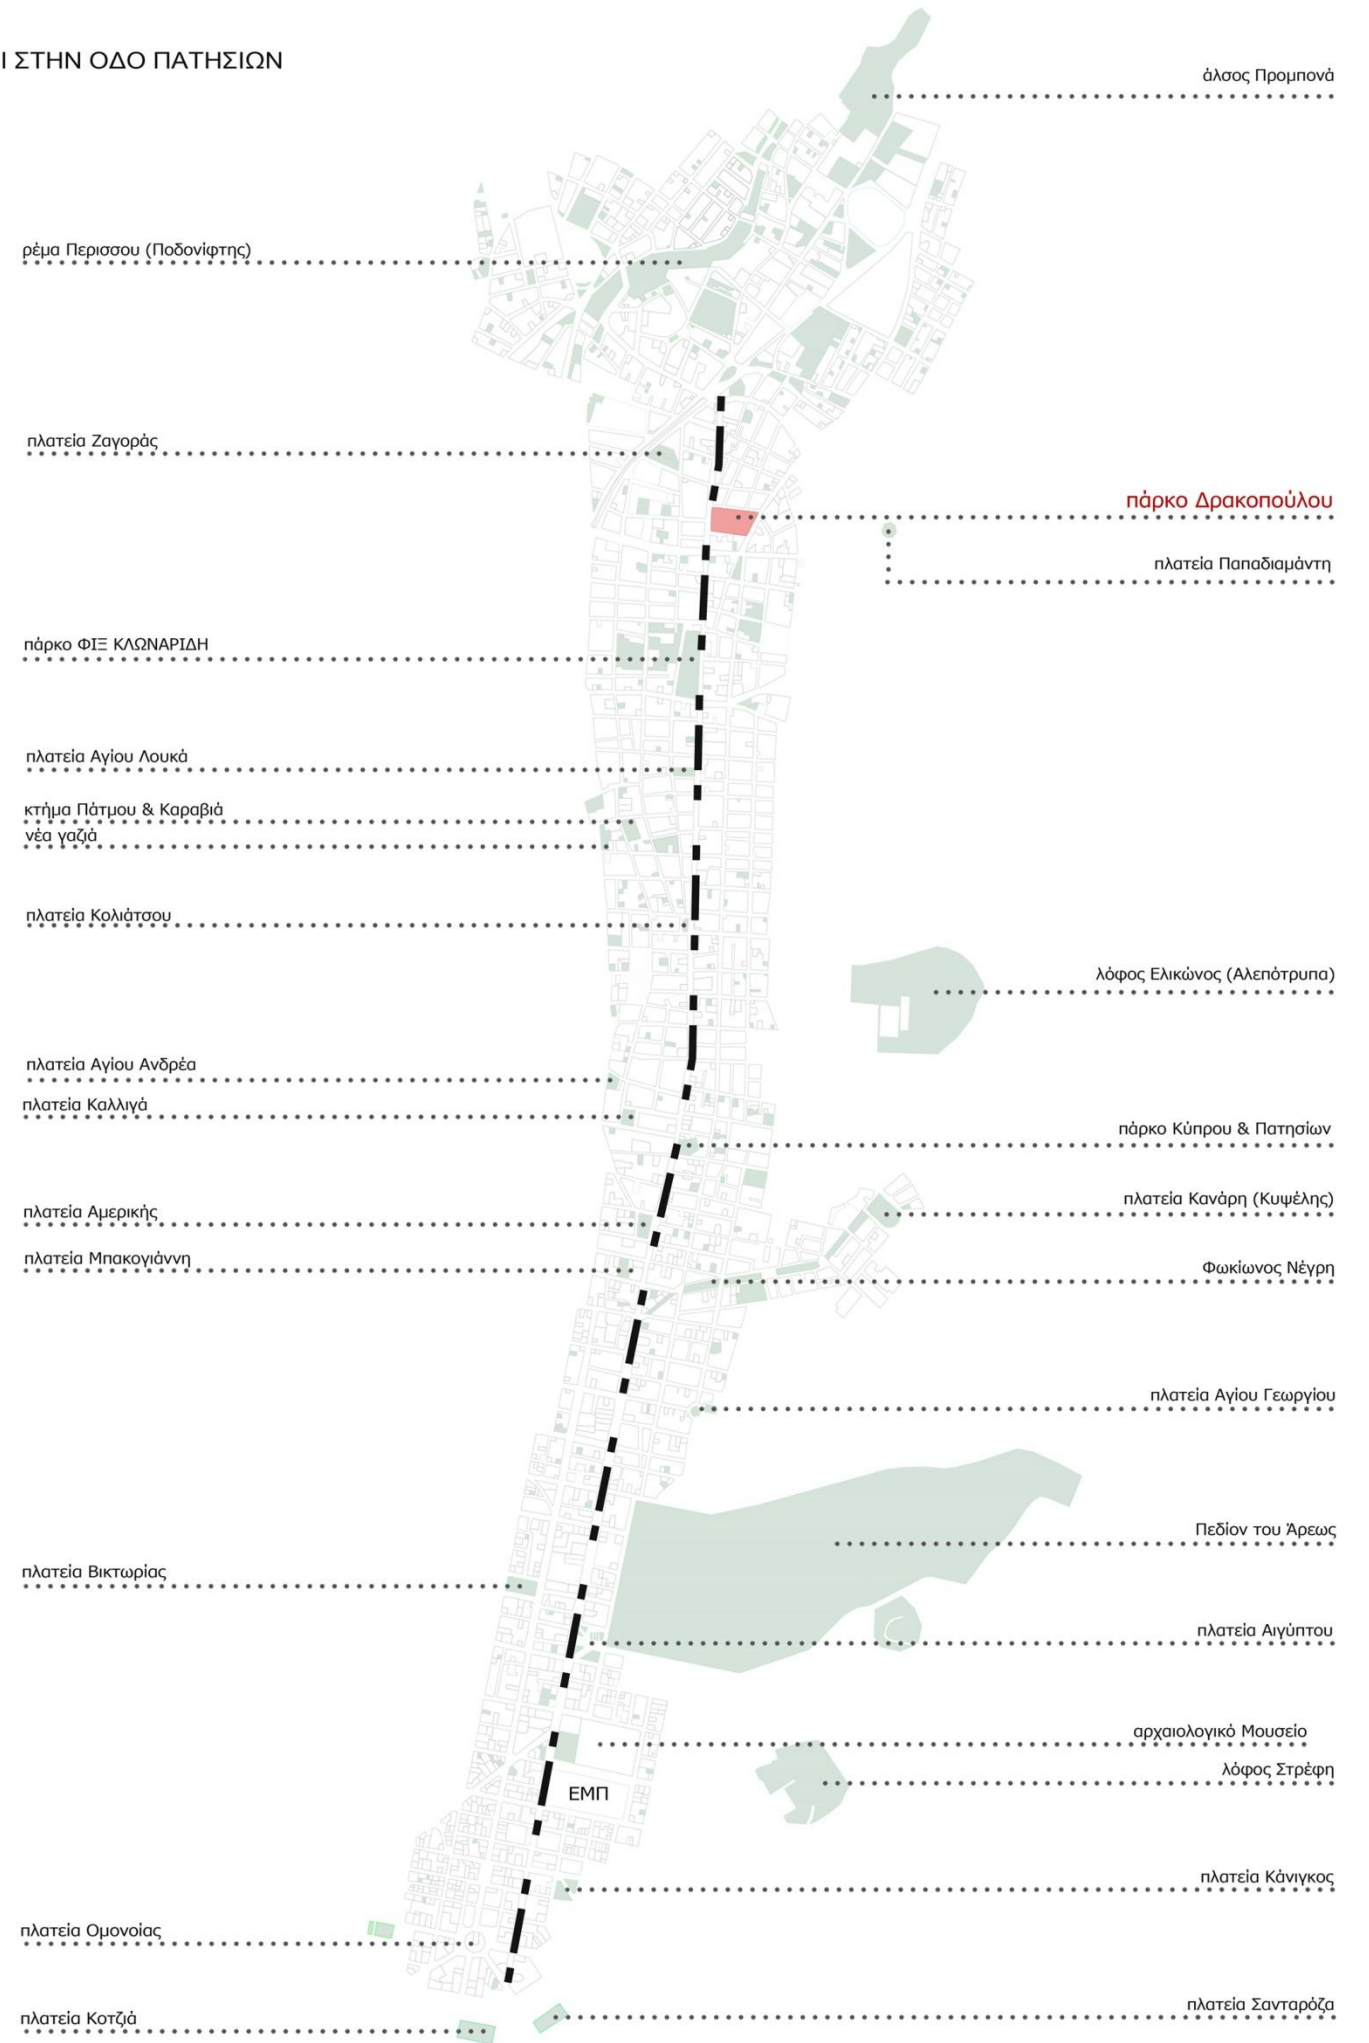 Ι ΣΤΗΝ ΟΔΟ ΠΑΤΗΣΙΩΝ
άλσος Προμπονά
ρέμα Περισσου (Ποδονίφτης)
πλατεία Ζαγοράς
πάρκο Δρακοπούλου
πλατεία Παπαδιαμάντη
πάρκο ΦΙΞ ΚΛΩΝΑΡΙΔΗ
πλατεία Αγίου Λουκά
κτήμα Πάτμου & Καραβιά
νέα γαζιά
πλατεία Κολιάτσου
λόφος Ελικώνος (Αλεπότρυπα)
πλατεία Αγίου Ανδρέα
πλατεία Καλλιγά
πάρκο Κύπρου & Πατησίων
πλατεία Κανάρη (Κυψέλης)
πλατεία Αμερικής
πλατεία Μπακογιάννη
Φωκίωνος Νέγρη
πλατεία Αγίου Γεωργίου
Πεδίον του Άρεως
πλατεία Βικτωρίας
πλατεία Αιγύπτου
αρχαιολογικό Μουσείο
λόφος Στρέφη
ΕΜΠ
πλατεία Κάνιγκος
πλατεία Ομονοίας
πλατεία Σανταρόζα
πλατεία Κοτζιά